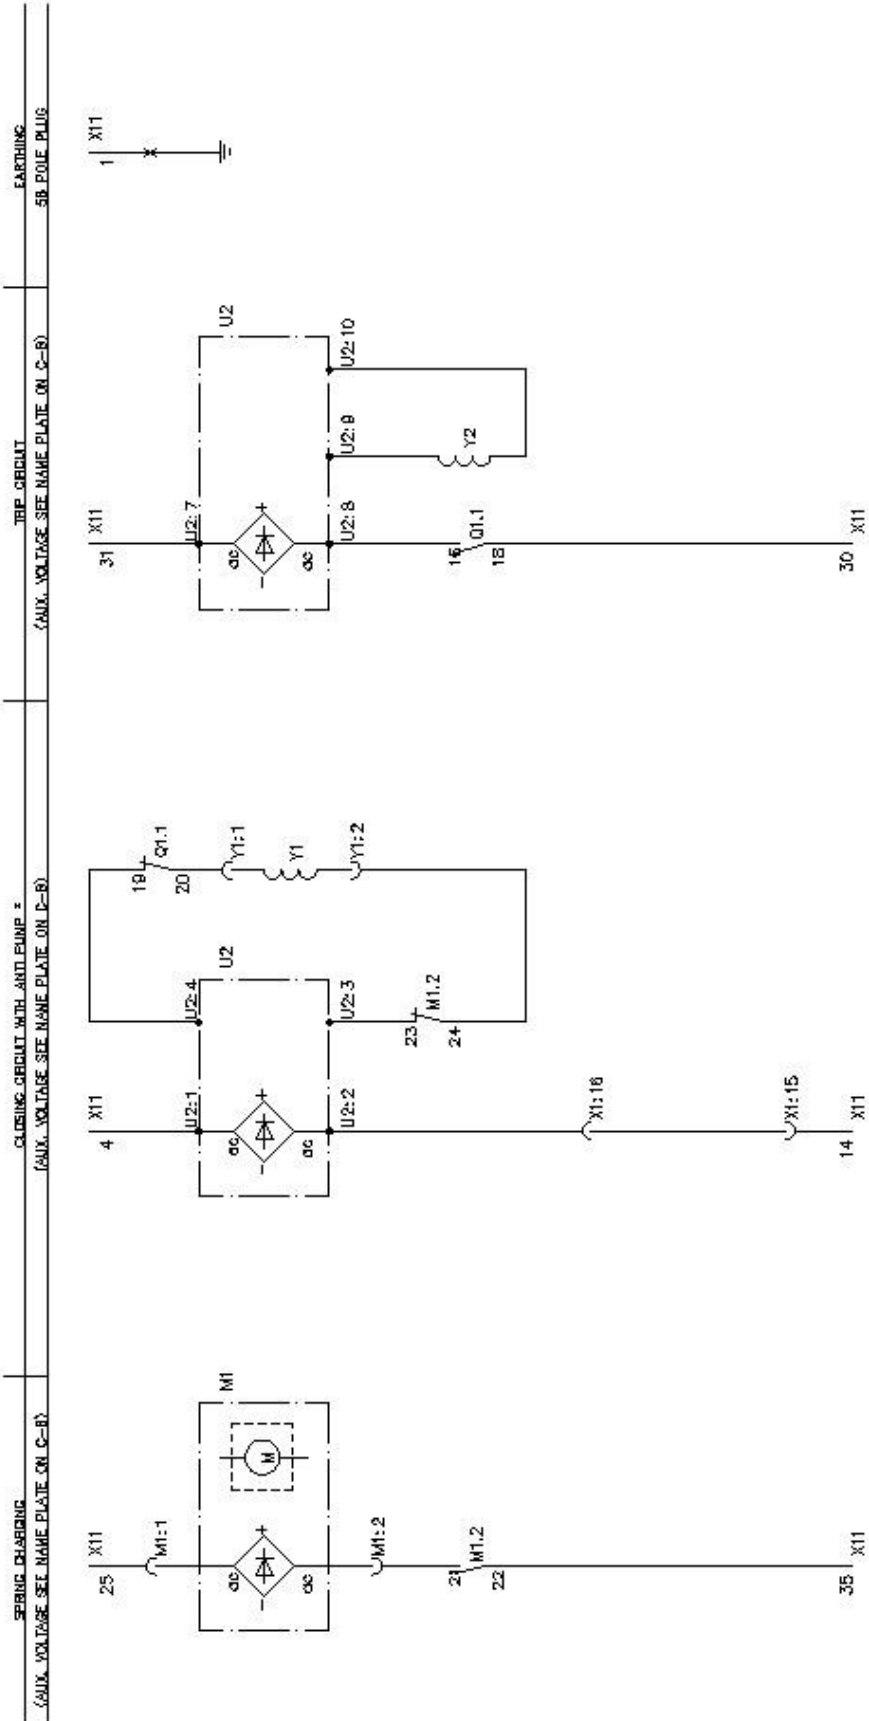 SPRING CHARGING
(AUX. VOLTAGE SEE NAME PLATE ON C-B)
25
X11
M1:1
M1
ac
+
-
M
ac
M1:2
21
M1.2
22
35
X11
CLOSING CIRCUIT WITH ANTI PUMP *
(AUX. VOLTAGE SEE NAME PLATE ON C-B)
4
X11
U2:1
U2:4
U2
ac
+
-
ac
U2:2
U2:3
19
Q1.1
20
Y1:1
Y1
Y1:2
23
M1.2
24
X1:16
X1:15
14
X11
TRIP CIRCUIT
(AUX. VOLTAGE SEE NAME PLATE ON C-B)
31
X11
U2:7
U2
ac
+
-
ac
U2:8
U2:9
U2:10
Y2
Q1.1
18
30
X11
EARTHING
58 POLE PLUG
1
X11